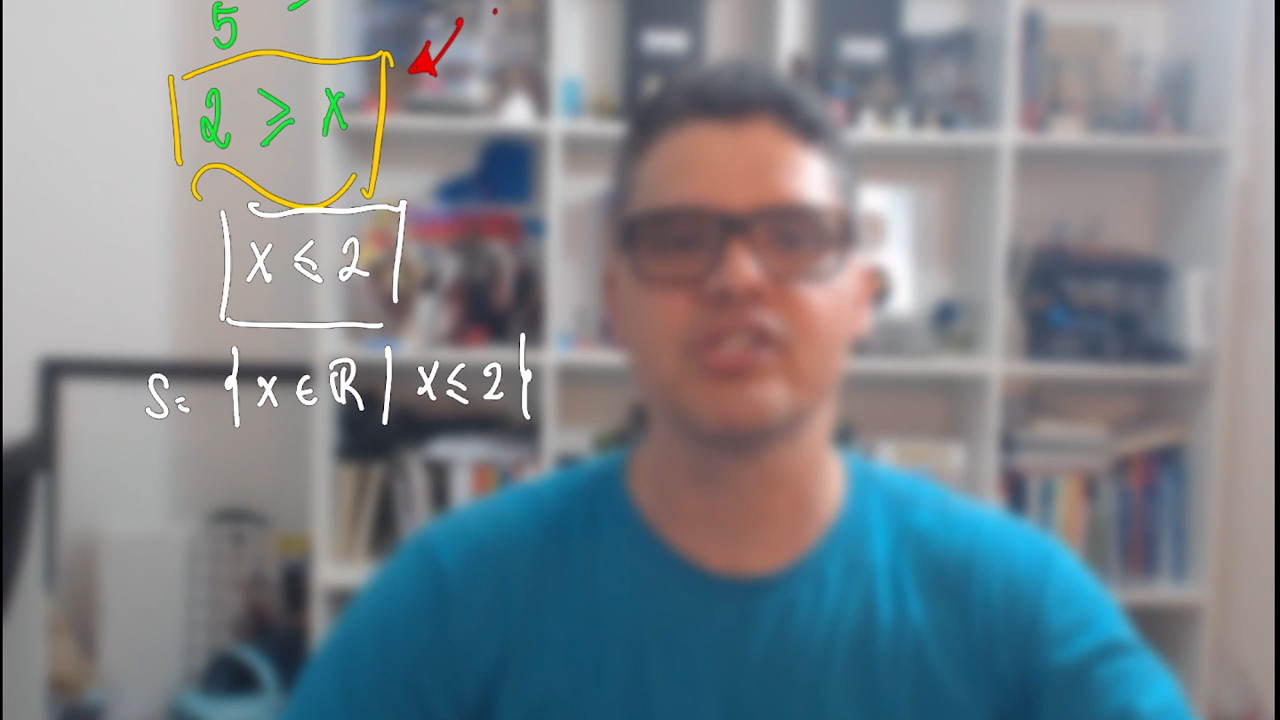 5
2 ≥ x
x ≤ 2
S = { x ∈ ℝ | x ≤ 2 }